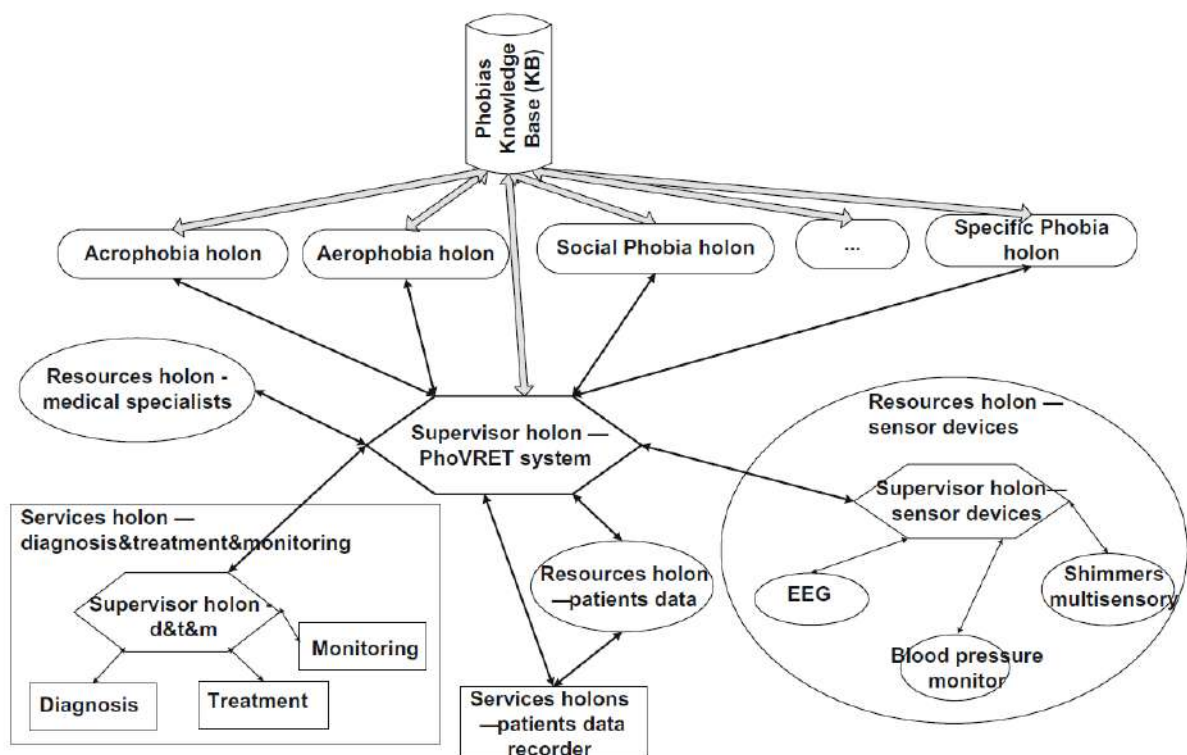 Phobias
Knowledge
Base (KB)
Acrophobia holon
Aerophobia holon
Social Phobia holon
...
Specific Phobia
holon
Resources holon -
medical specialists
Supervisor holon —
PhoVRET system
Resources holon —
sensor devices
Supervisor holon—
sensor devices
EEG
Shimmers
multisensory
Blood pressure
monitor
Services holon —
diagnosis&treatment&monitoring
Supervisor holon -
d&t&m
Monitoring
Diagnosis
Treatment
Resources holon
—patients data
Services holons
—patients data
recorder